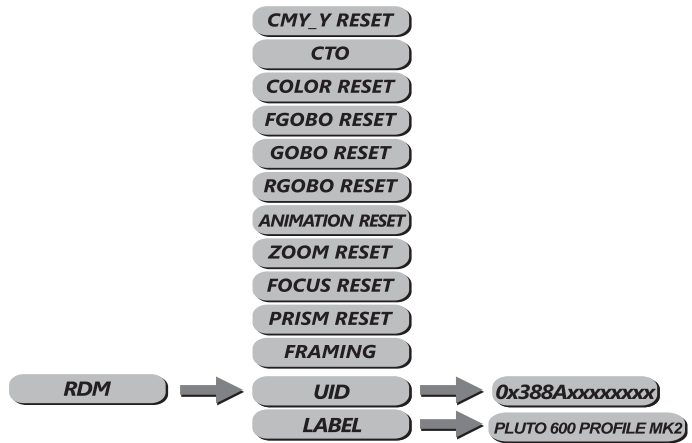 CMY_Y RESET
CTO
COLOR RESET
FGOBO RESET
GOBO RESET
RGOBO RESET
ANIMATION RESET
ZOOM RESET
FOCUS RESET
PRISM RESET
FRAMING
RDM
UID
0x388Axxxxxxxx
LABEL
PLUTO 600 PROFILE MK2